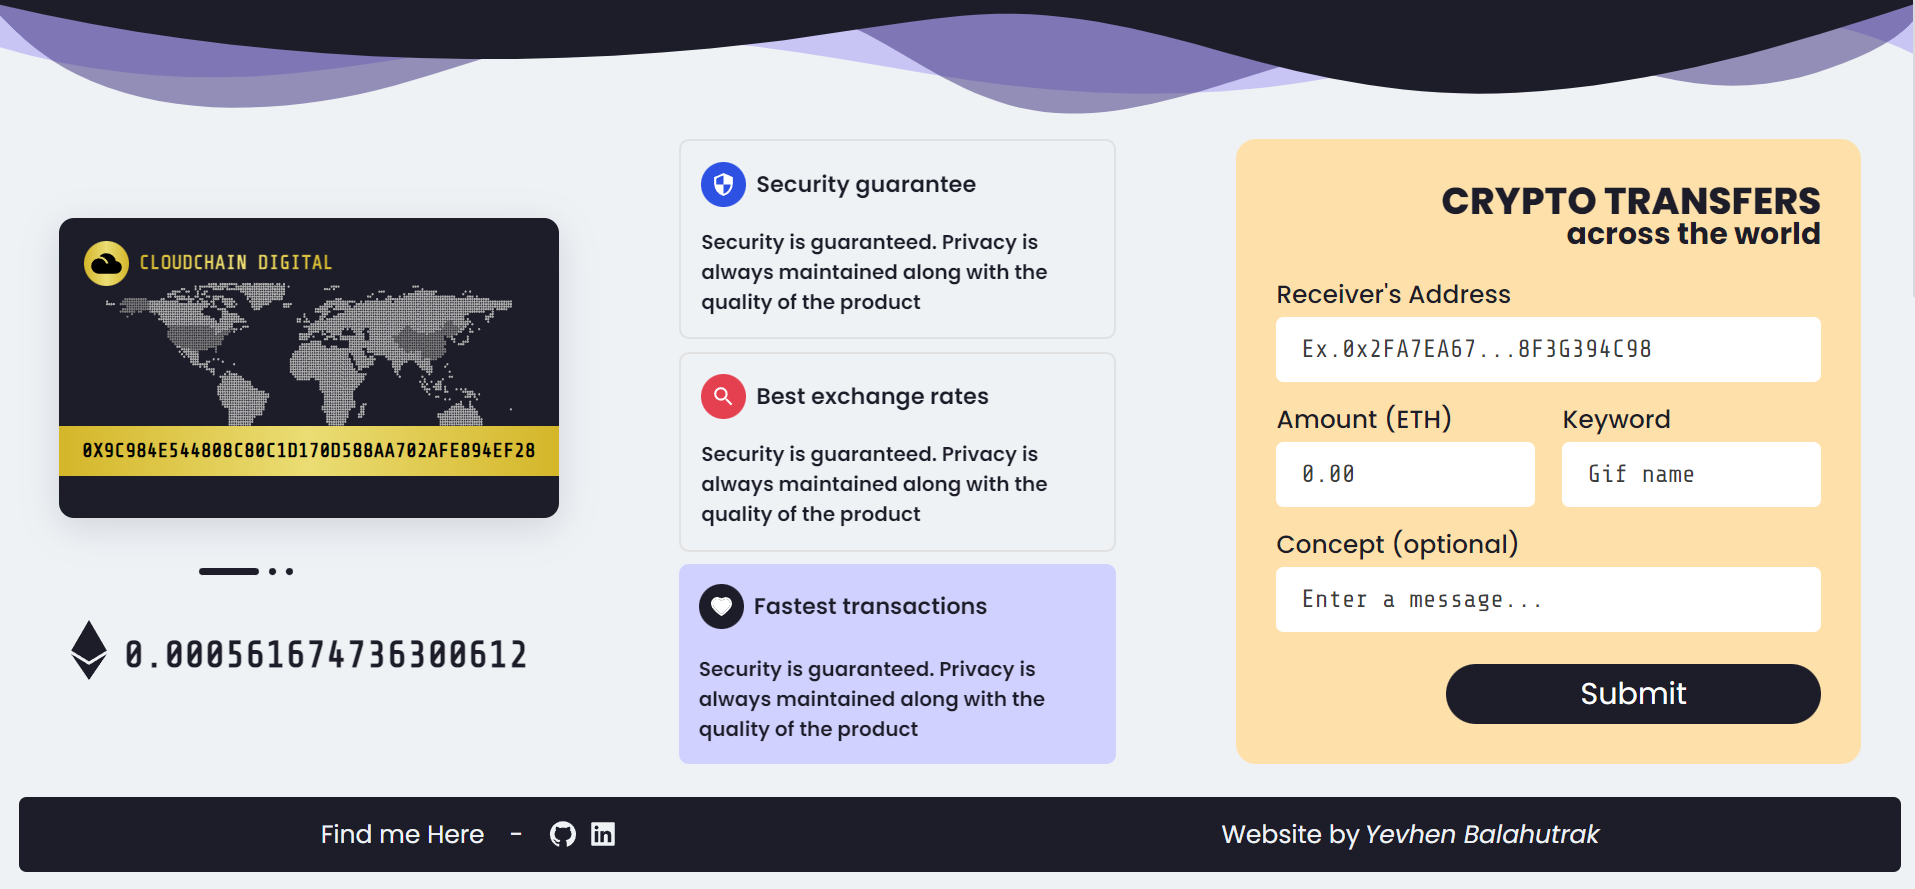 CLOUDCHAIN DIGITAL
0X9C984E544808C80C1D170D588AA702AFE894EF28
0.000561674736300612
Security guarantee
Security is guaranteed. Privacy is
always maintained along with the
quality of the product
Best exchange rates
Security is guaranteed. Privacy is
always maintained along with the
quality of the product
Fastest transactions
Security is guaranteed. Privacy is
always maintained along with the
quality of the product
CRYPTO TRANSFERS
across the world
Receiver's Address
Ex.0x2FA7EA67...8F3G394C98
Amount (ETH) Keyword
0.00 Gif name
Concept (optional)
Enter a message...
Submit
Find me Here - in
Website by Yevhen Balahutrak